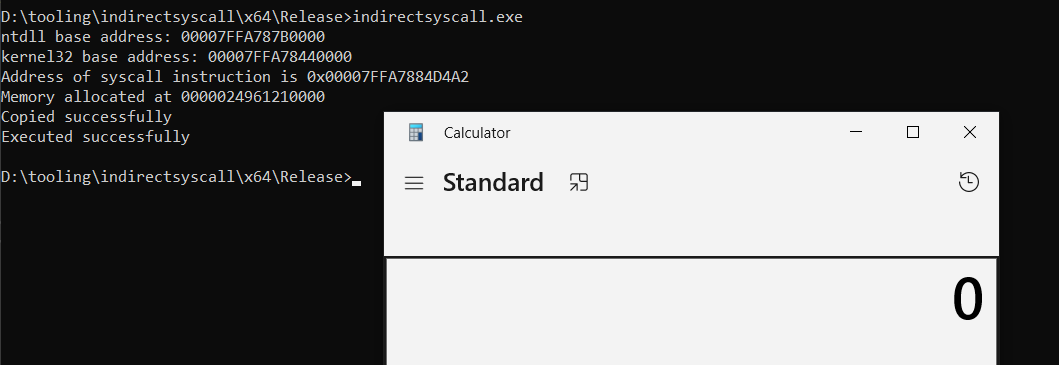 D:\tooling\indirectsyscall\x64\Release>indirectsyscall.exe
ntdll base address: 00007FFA787B0000
kernel32 base address: 00007FFA78440000
Address of syscall instruction is 0x00007FFA7884D4A2
Memory allocated at 0000024961210000
Copied successfully
Executed successfully
D:\tooling\indirectsyscall\x64\Release>
Calculator
Standard
0